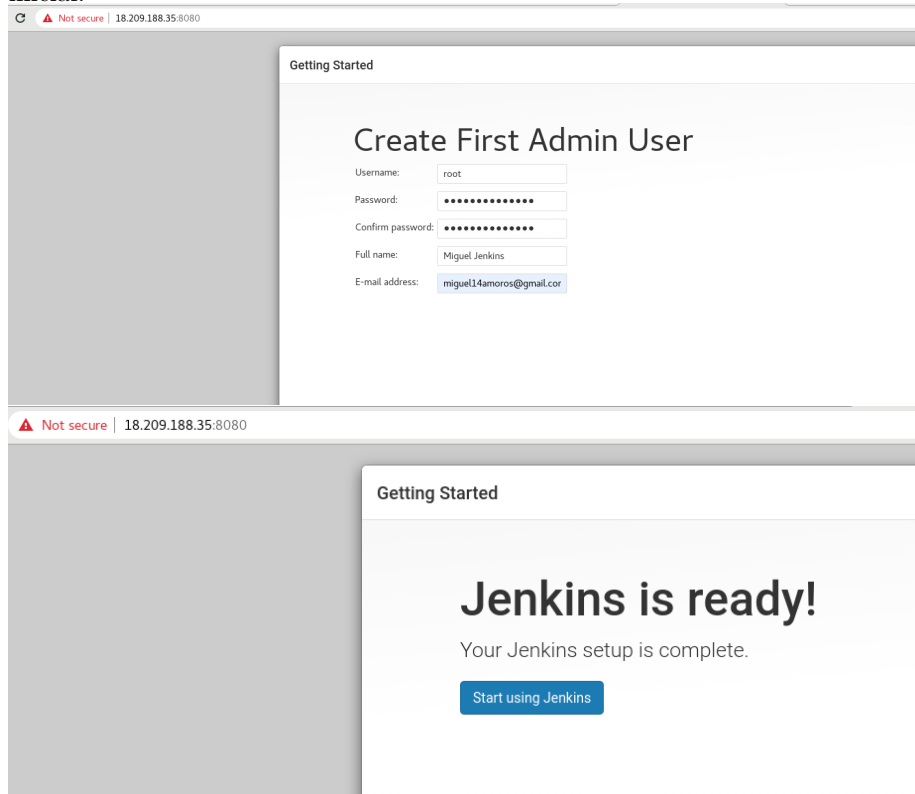 Not secure | 18.209.188.35:8080
Getting Started
Create First Admin User
Username: root
Password: ••••••••••••••
Confirm password: ••••••••••••••
Full name: Miguel Jenkins
E-mail address: miguel14amoros@gmail.cor
Not secure | 18.209.188.35:8080
Getting Started
Jenkins is ready!
Your Jenkins setup is complete.
Start using Jenkins